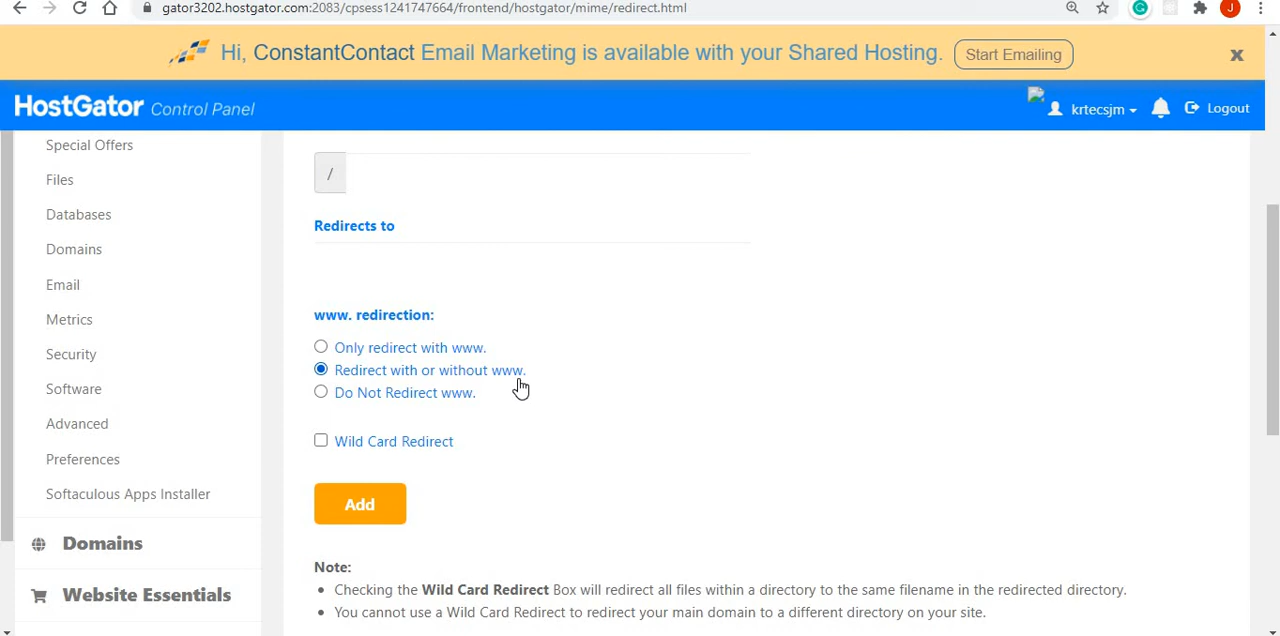 gator3202.hostgator.com:2083/cpsess1241747664/frontend/hostgator/mime/redirect.html
J
Hi, ConstantContact Email Marketing is available with your Shared Hosting. Start Emailing x
HostGator Control Panel
krtecsjm
Logout
Special Offers
Files
Databases
Domains
Email
Metrics
Security
Software
Advanced
Preferences
Softaculous Apps Installer
Domains
Website Essentials
/
Redirects to
www. redirection:
Only redirect with www.
Redirect with or without www.
Do Not Redirect www.
Wild Card Redirect
Add
Note:
Checking the Wild Card Redirect Box will redirect all files within a directory to the same filename in the redirected directory.
You cannot use a Wild Card Redirect to redirect your main domain to a different directory on your site.